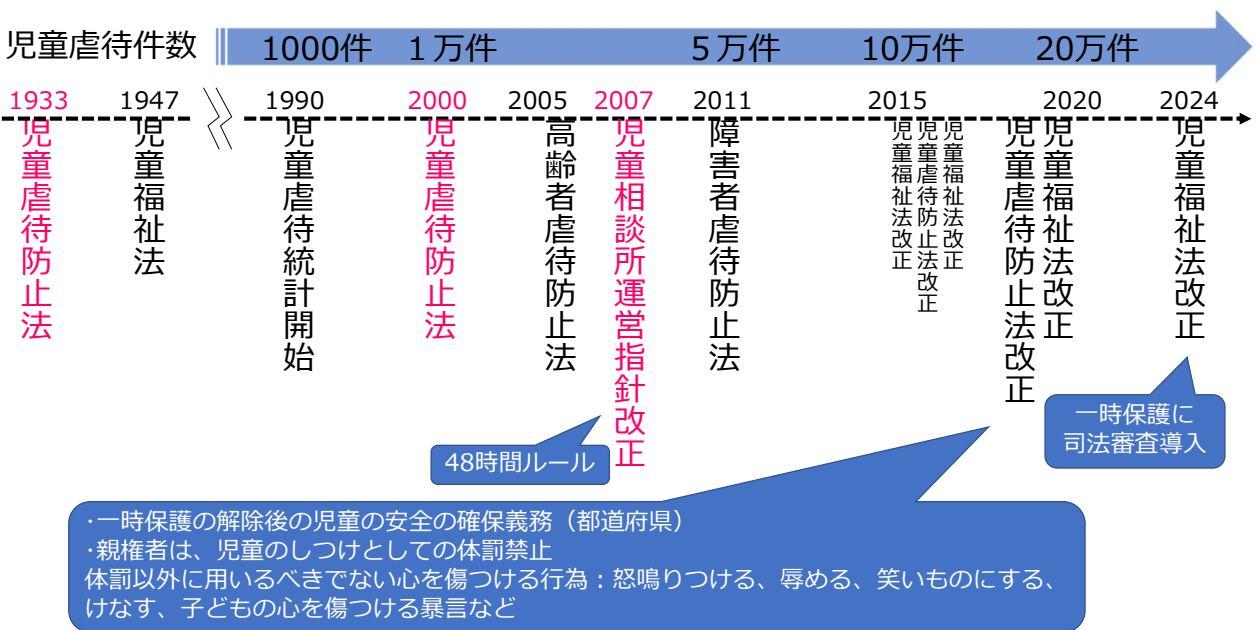 児童虐待件数
1000件
１万件
５万件
10万件
20万件
1933
1947
1990
2000
2005
2007
2011
2015
2020
2024
児童虐待防止法
児童福祉法
児童虐待統計開始
児童虐待防止法
高齢者虐待防止法
児童相談所運営指針改正
障害者虐待防止法
児童福祉法改正
児童虐待防止法改正
児童福祉法改正
児童虐待防止法改正
児童福祉法改正
児童福祉法改正
48時間ルール
一時保護に
司法審査導入
･一時保護の解除後の児童の安全の確保義務（都道府県）
･親権者は、児童のしつけとしての体罰禁止
体罰以外に用いるべきでない心を傷つける行為：怒鳴りつける、辱める、笑いものにする、
けなす、子どもの心を傷つける暴言など